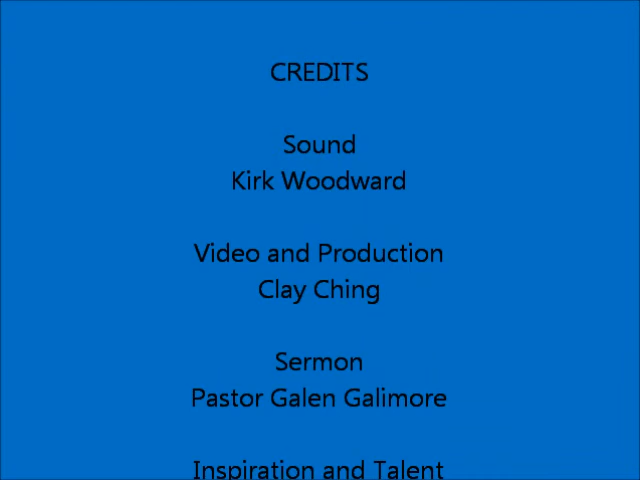 CREDITS
Sound
Kirk Woodward
Video and Production
Clay Ching
Sermon
Pastor Galen Galimore
Inspiration and Talent